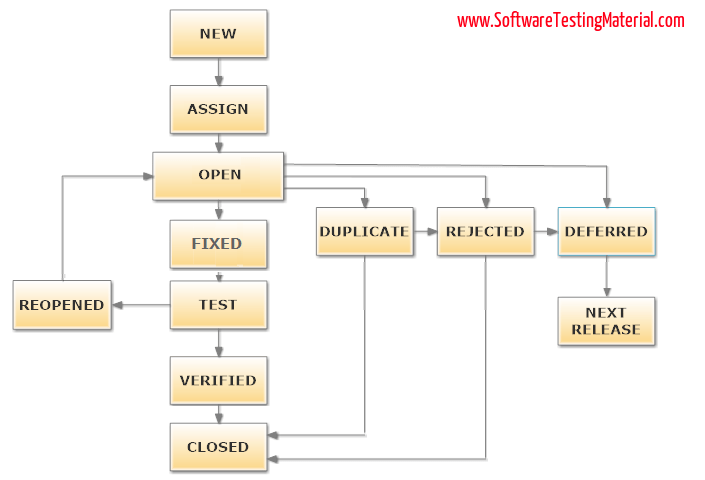 www.SoftwareTestingMaterial.com
NEW
ASSIGN
OPEN
FIXED
DUPLICATE
REJECTED
DEFERRED
REOPENED
TEST
NEXT
RELEASE
VERIFIED
CLOSED